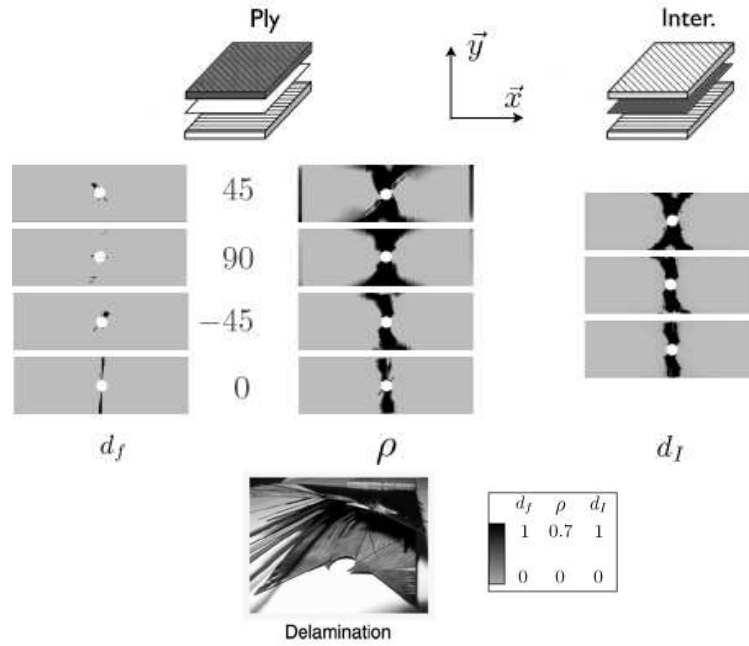 Ply
Inter.
y⃗
x⃗
45
90
−45
0
d_f
ρ
d_I
d_f ρ d_I
1 0.7 1
0 0 0
Delamination